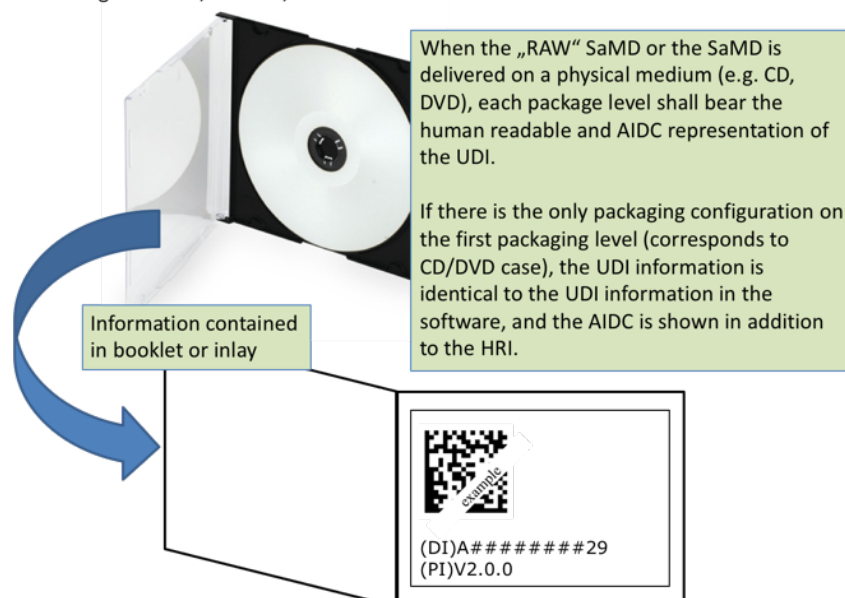 When the „RAW“ SaMD or the SaMD is
delivered on a physical medium (e.g. CD,
DVD), each package level shall bear the
human readable and AIDC representation of
the UDI.
If there is the only packaging configuration on
the first packaging level (corresponds to
CD/DVD case), the UDI information is
identical to the UDI information in the
software, and the AIDC is shown in addition
to the HRI.
Information contained
in booklet or inlay
example
(DI)A########29
(PI)V2.0.0